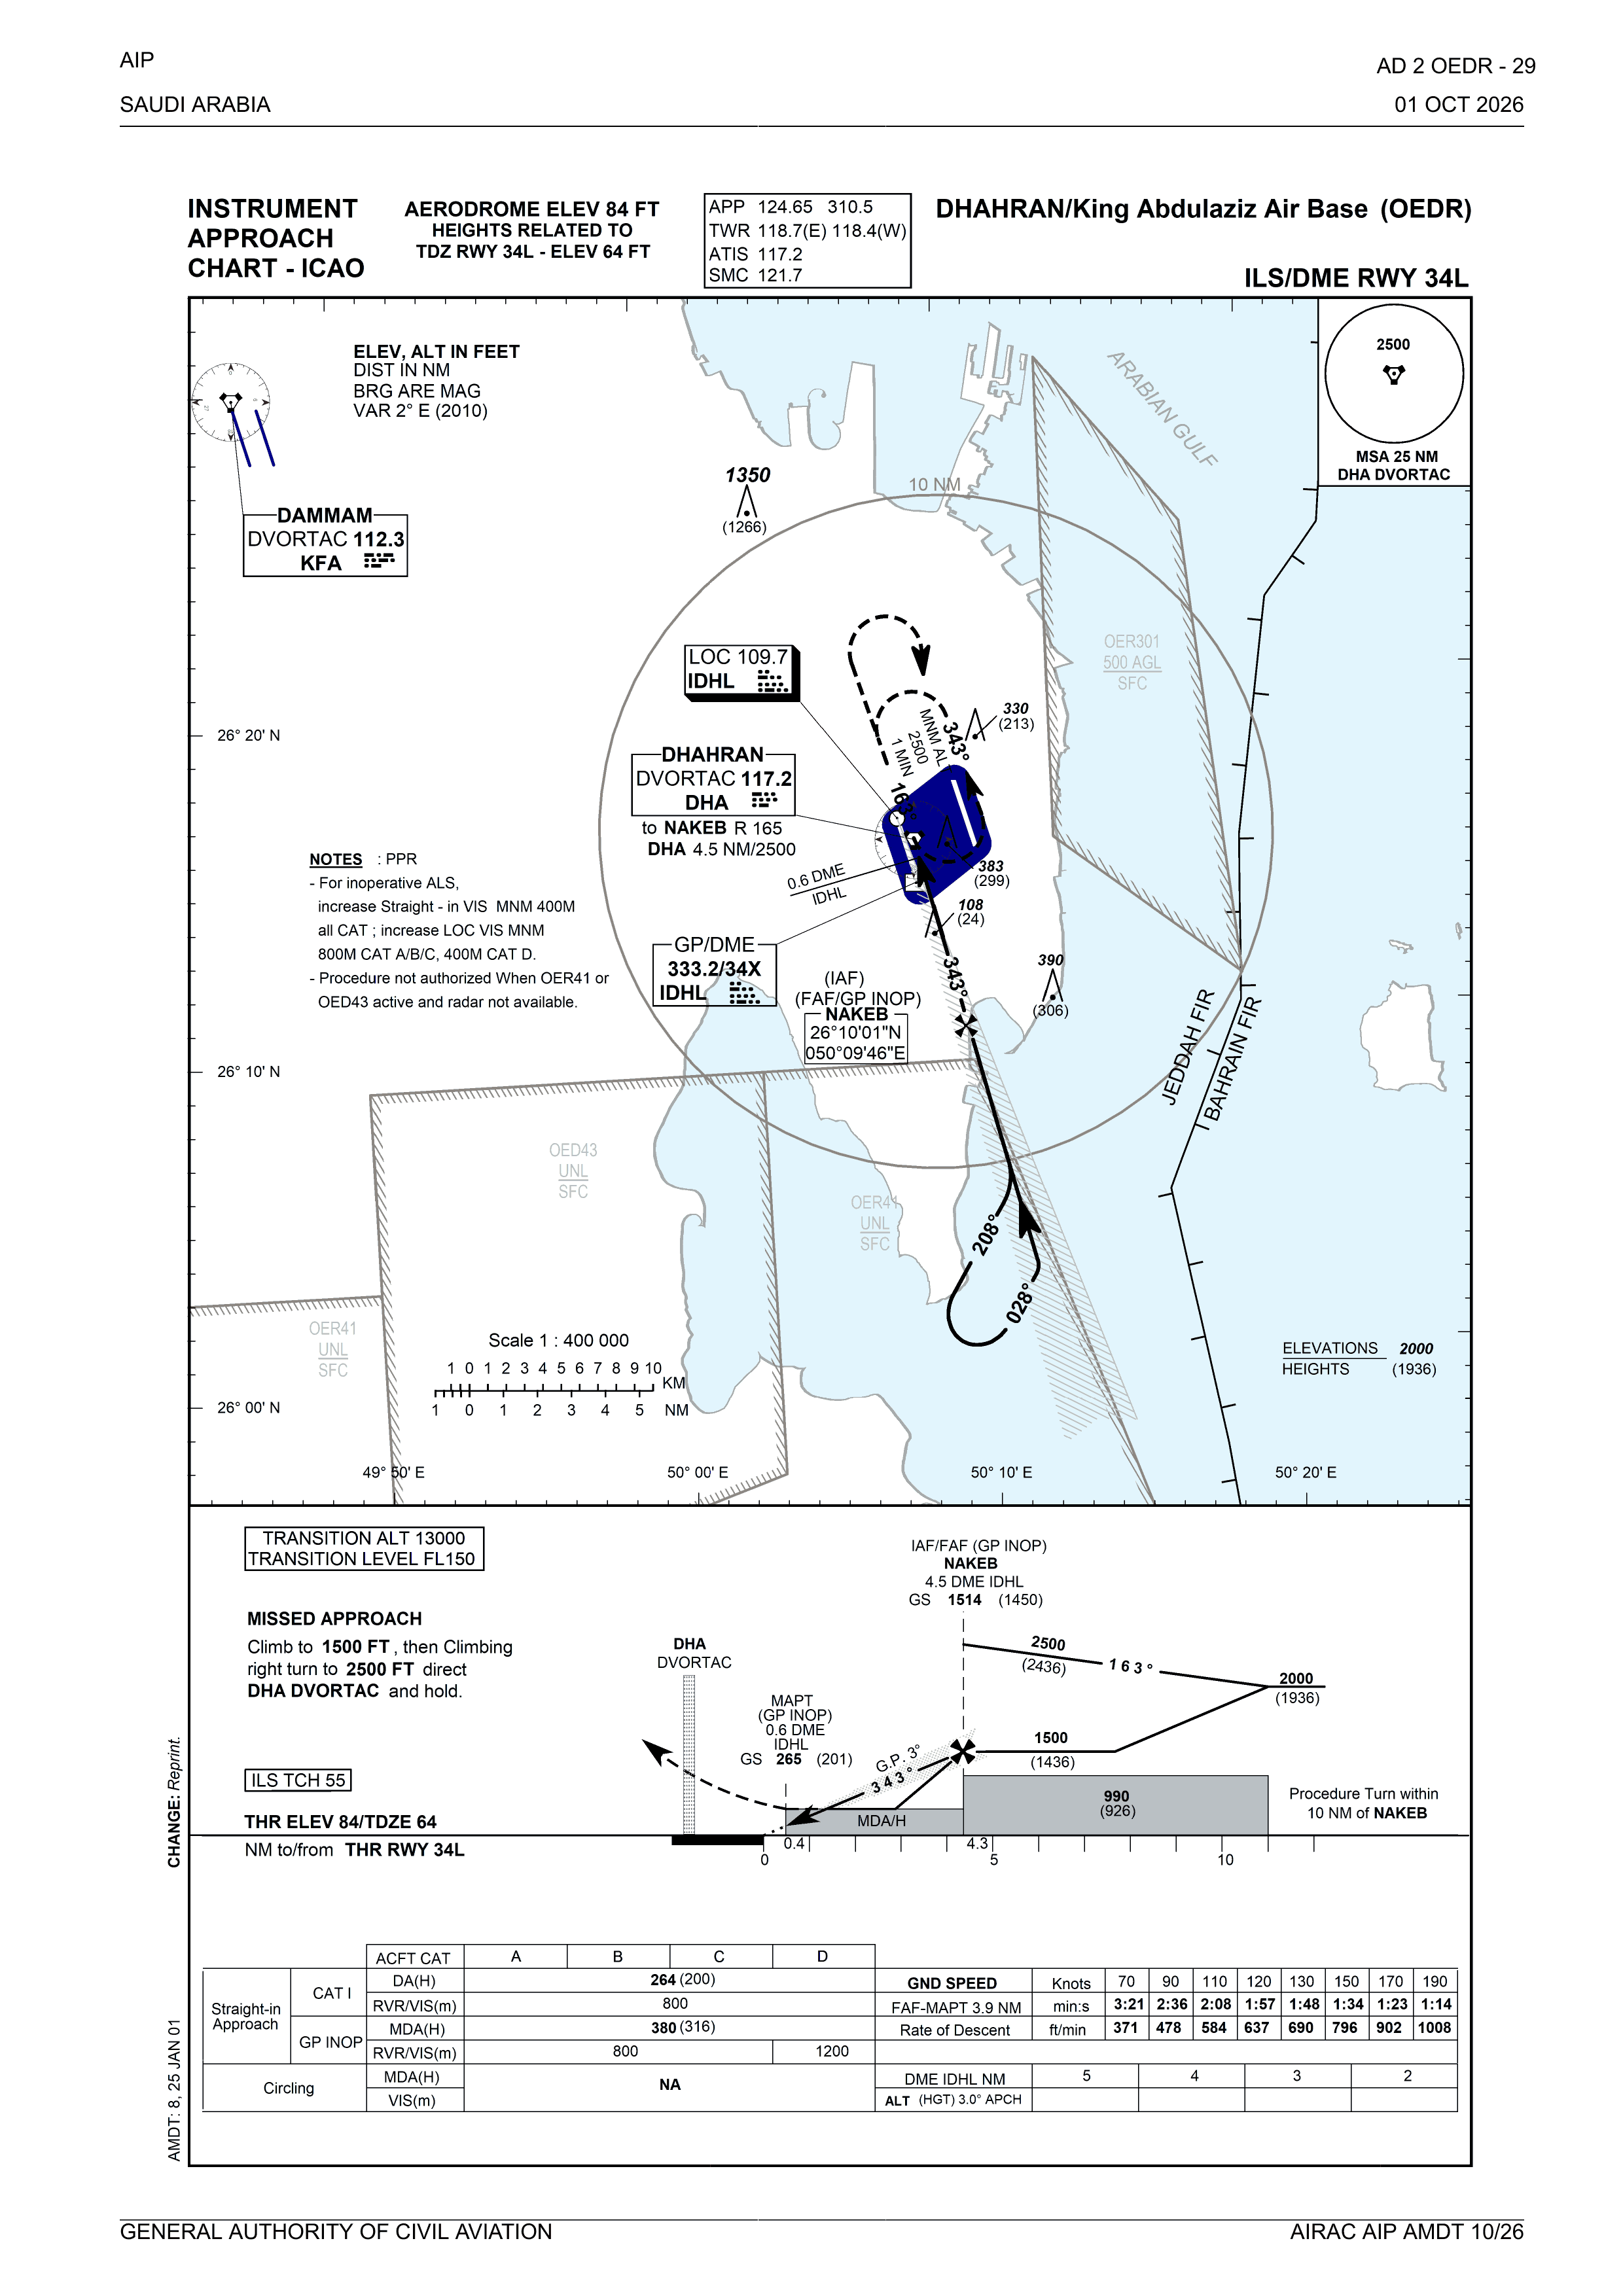 AIP
AD 2 OEDR - 29
SAUDI ARABIA
01 OCT 2026
INSTRUMENT
APPROACH
CHART - ICAO
AERODROME ELEV 84 FT
HEIGHTS RELATED TO
TDZ RWY 34L - ELEV 64 FT
APP 124.65 310.5
TWR 118.7(E) 118.4(W)
ATIS 117.2
SMC 121.7
DHAHRAN/King Abdulaziz Air Base (OEDR)
ILS/DME RWY 34L
ELEV, ALT IN FEET
DIST IN NM
BRG ARE MAG
VAR 2° E (2010)
2500
MSA 25 NM
DHA DVORTAC
ARABIAN GULF
DAMMAM
DVORTAC 112.3
KFA
1350
(1266)
10 NM
OER301
500 AGL
SFC
LOC 109.7
IDHL
330
(213)
343°
MNM AL
2500
1 MIN
163°
26° 20' N
DHAHRAN
DVORTAC 117.2
DHA
to NAKEB R 165
DHA 4.5 NM/2500
0.6 DME
IDHL
383
(299)
108
(24)
NOTES : PPR
- For inoperative ALS,
increase Straight - in VIS MNM 400M
all CAT ; increase LOC VIS MNM
800M CAT A/B/C, 400M CAT D.
- Procedure not authorized When OER41 or
OED43 active and radar not available.
GP/DME
333.2/34X
IDHL
343°
390
(306)
(IAF)
(FAF/GP INOP)
NAKEB
26°10'01"N
050°09'46"E
JEDDAH FIR
BAHRAIN FIR
26° 10' N
OED43
UNL
SFC
OER41
UNL
SFC
208°
028°
OER41
UNL
SFC
Scale 1 : 400 000
1 0 1 2 3 4 5 6 7 8 9 10
KM
1 0 1 2 3 4 5 NM
ELEVATIONS 2000
HEIGHTS (1936)
26° 00' N
49° 50' E
50° 00' E
50° 10' E
50° 20' E
TRANSITION ALT 13000
TRANSITION LEVEL FL150
IAF/FAF (GP INOP)
NAKEB
4.5 DME IDHL
GS 1514 (1450)
MISSED APPROACH
Climb to 1500 FT , then Climbing
right turn to 2500 FT direct
DHA DVORTAC and hold.
DHA
DVORTAC
2500
(2436)
163°
2000
(1936)
MAPT
(GP INOP)
0.6 DME
IDHL
GS 265 (201)
G.P. 3°
343°
1500
(1436)
ILS TCH 55
990
(926)
Procedure Turn within
10 NM of NAKEB
THR ELEV 84/TDZE 64
MDA/H
NM to/from THR RWY 34L
0.4
4.3
0
5
10
CHANGE: Reprint.
AMDT: 8, 25 JAN 01
ACFT CAT A B C D
Straight-in
Approach
CAT I
DA(H) 264 (200)
RVR/VIS(m) 800
GP INOP
MDA(H) 380 (316)
RVR/VIS(m) 800 1200
Circling
MDA(H)
NA
VIS(m)
GND SPEED Knots 70 90 110 120 130 150 170 190
FAF-MAPT 3.9 NM min:s 3:21 2:36 2:08 1:57 1:48 1:34 1:23 1:14
Rate of Descent ft/min 371 478 584 637 690 796 902 1008
DME IDHL NM 5 4 3 2
ALT (HGT) 3.0° APCH
GENERAL AUTHORITY OF CIVIL AVIATION
AIRAC AIP AMDT 10/26